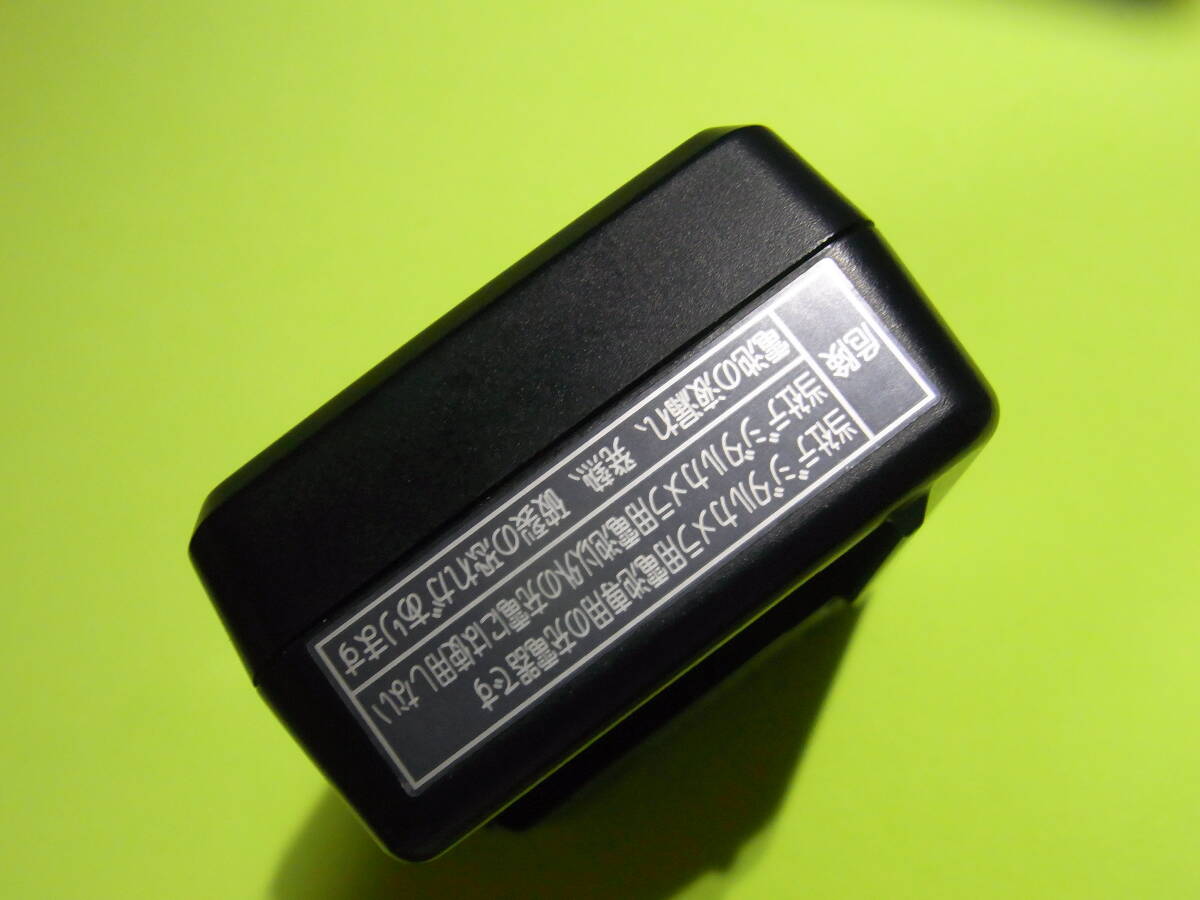 危険
当社デジタルカメラ用電池専用の充電器です
当社デジタルカメラ用電池以外の充電には使用しない
電池の液漏れ、発熱、破裂の恐れがあります